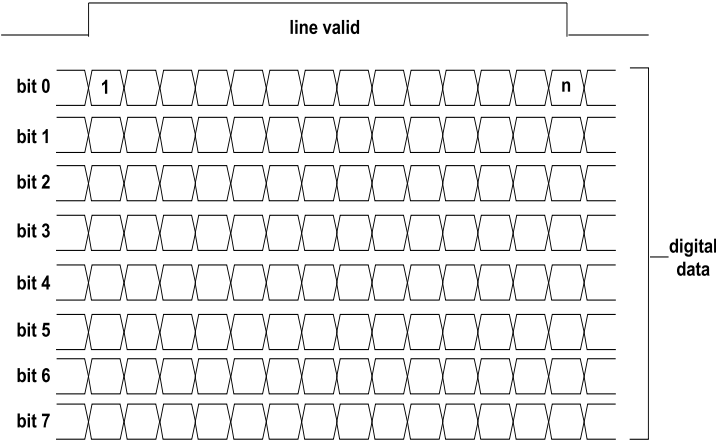 line valid
bit 0 1 n
bit 1
bit 2
bit 3
bit 4
bit 5
bit 6
bit 7
digital
data